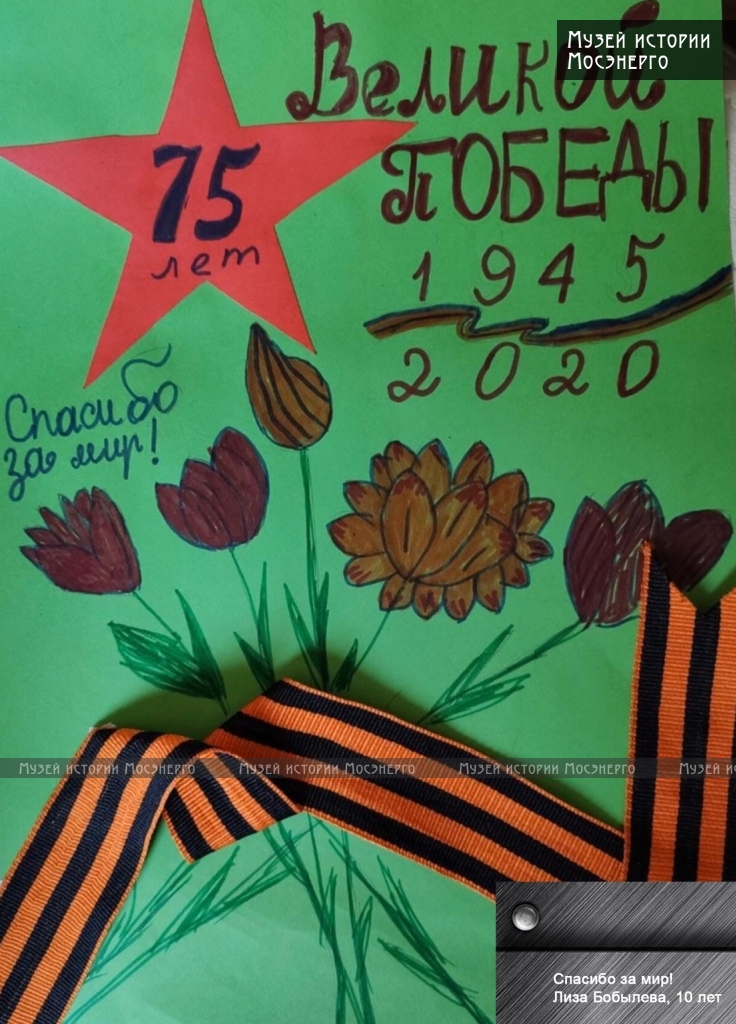 Музей истории
Мосэнерго
Великой
75
ПОБЕДЫ
лет
1945
2020
Спасибо
за мир!
Музей истории Мосэнерго Музей истории Мосэнерго Музей истории Мосэнерго Музей
Спасибо за мир!
Лиза Бобылева, 10 лет